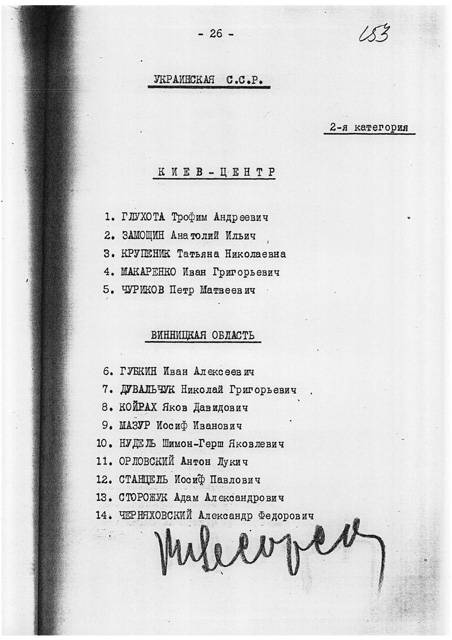 - 26 -
153
УКРАИНСКАЯ С.С.Р.
2-я категория
КИЕВ-ЦЕНТР
1. ГЛУХОТА Трофим Андреевич
2. ЗАМОЩИН Анатолий Ильич
3. КРУПЕНИК Татьяна Николаевна
4. МАКАРЕНКО Иван Григорьевич
5. ЧУРИКОВ Петр Матвеевич
ВИННИЦКАЯ ОБЛАСТЬ
6. ГУБКИН Иван Алексеевич
7. ДУВАЛЬЧУК Николай Григорьевич
8. КОЙРАХ Яков Давидович
9. МАЗУР Иосиф Иванович
10. НУДЕЛЬ Шимон-Герш Яковлевич
11. ОРЛОВСКИЙ Антон Лукич
12. СТАНЦЕЛЬ Иосиф Павлович
13. СТОРОЖУК Адам Александрович
14. ЧЕРНЯХОВСКИЙ Александр Федорович